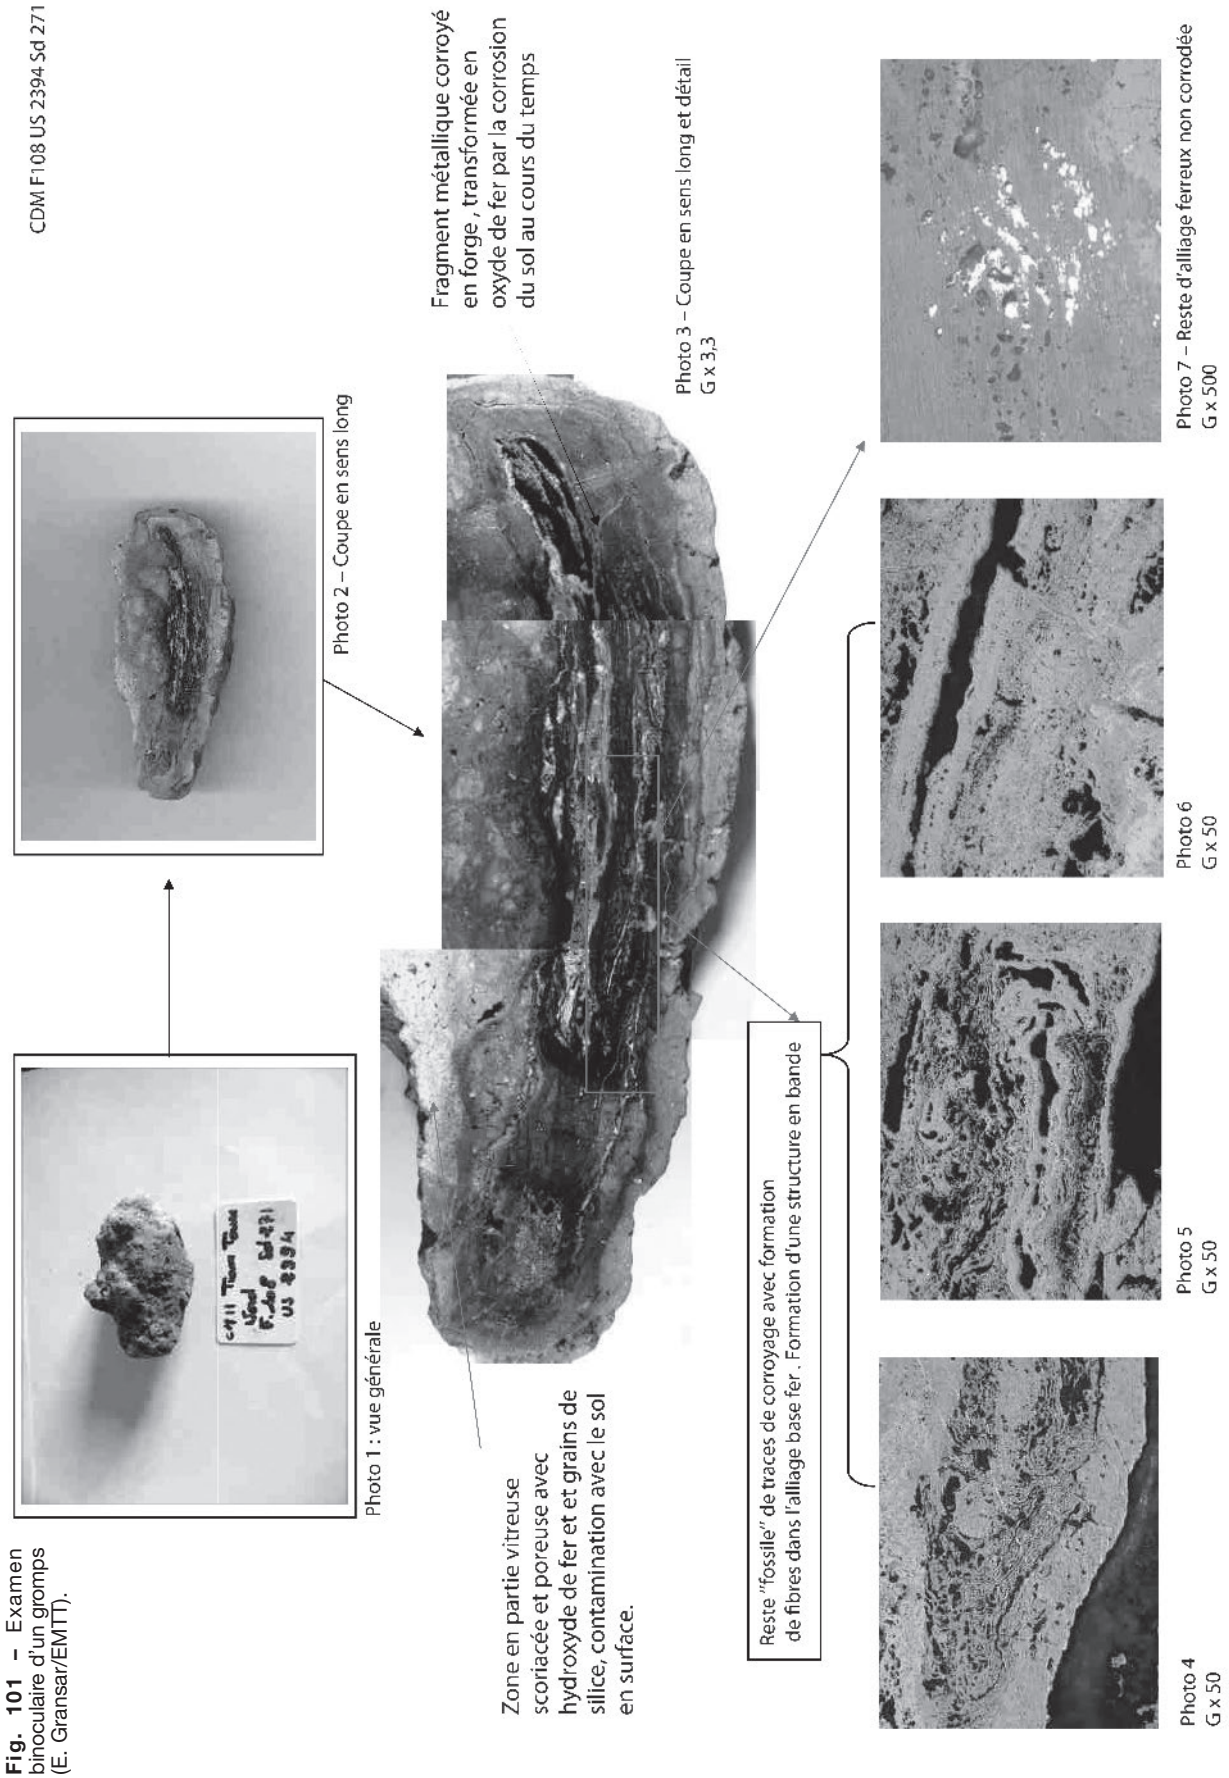 Fig. 101 – Examen
binoculaire d'un gromps
(E. Gransar/EMTT).
CDM F108 US 2394 Sd 271
Sd 271
US 2394
Photo 1 : vue générale
Photo 2 – Coupe en sens long
Zone en partie vitreuse
scoriacée et poreuse avec
hydroxyde de fer et et grains de
silice, contamination avec le sol
en surface.
Fragment métallique corroyé
en forge , transformée en
oxyde de fer par la corrosion
du sol au cours du temps
Photo 3 – Coupe en sens long et détail
G x 3,3
Reste "fossile" de traces de corroyage avec formation
de fibres dans l'alliage base fer . Formation d'une structure en bande
Photo 4
G x 50
Photo 5
G x 50
Photo 6
G x 50
Photo 7 – Reste d'alliage ferreux non corrodée
G x 500